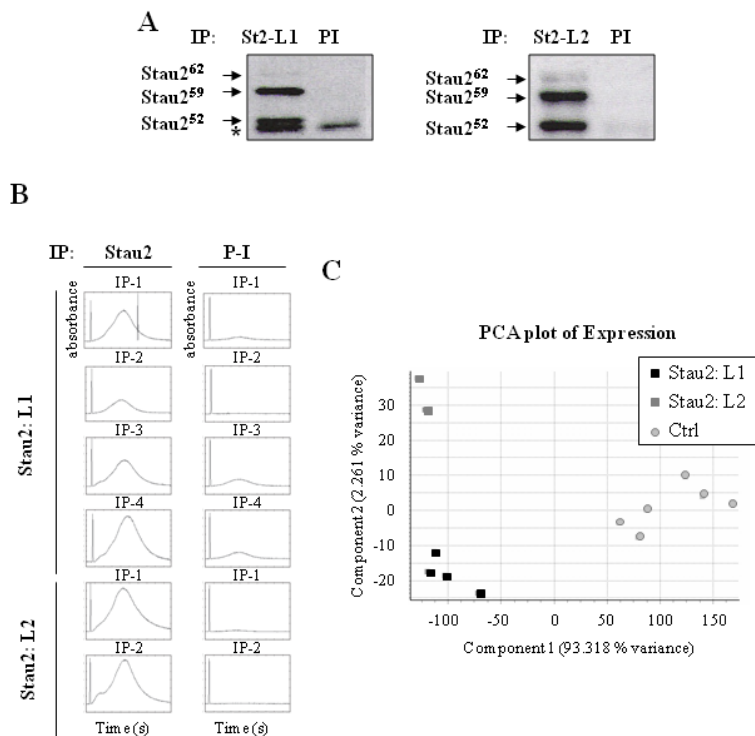 A
IP: St2-L1 PI
Stau2⁶²
Stau2⁵⁹
Stau2⁵²
*
IP: St2-L2 PI
Stau2⁶²
Stau2⁵⁹
Stau2⁵²
B
IP: Stau2 P-I
Stau2: L1
absorbance
absorbance
IP-1 IP-1
IP-2 IP-2
IP-3 IP-3
IP-4 IP-4
Stau2: L2
IP-1 IP-1
IP-2 IP-2
Time (s) Time (s)
C
PCA plot of Expression
Stau2: L1
Stau2: L2
Ctrl
Component 2 (2.261 % variance)
30
20
10
0
-10
-20
-100 -50 0 50 100 150
Component 1 (93.318 % variance)